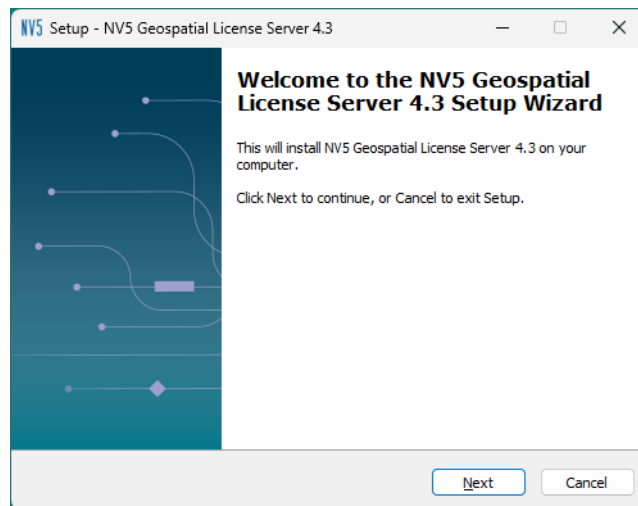 NV5 Setup - NV5 Geospatial License Server 4.3
Welcome to the NV5 Geospatial
License Server 4.3 Setup Wizard
This will install NV5 Geospatial License Server 4.3 on your
computer.
Click Next to continue, or Cancel to exit Setup.
Next
Cancel